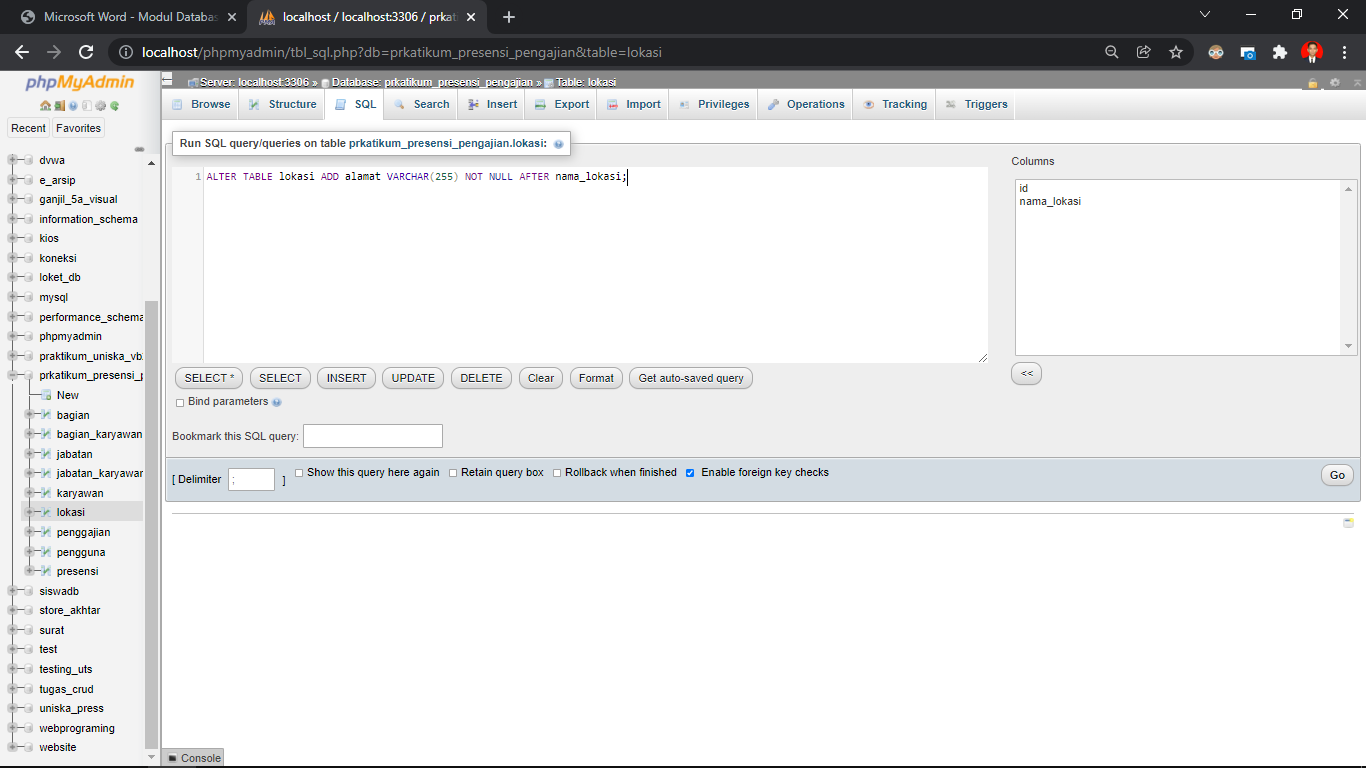 Microsoft Word - Modul Databas
localhost / localhost:3306 / prkati
localhost/phpmyadmin/tbl_sql.php?db=prkatikum_presensi_pengajian&table=lokasi
phpMyAdmin
Recent Favorites
dvwa
e_arsip
ganjil_5a_visual
information_schema
kios
koneksi
loket_db
mysql
performance_schema
phpmyadmin
praktikum_uniska_vb
prkatikum_presensi_p
New
bagian
bagian_karyawan
jabatan
jabatan_karyawan
karyawan
lokasi
penggajian
pengguna
presensi
siswadb
store_akhtar
surat
test
testing_uts
tugas_crud
uniska_press
webprograming
website
Server: localhost:3306 » Database: prkatikum_presensi_pengajian » Table: lokasi
Browse Structure SQL Search Insert Export Import Privileges Operations Tracking Triggers
Run SQL query/queries on table prkatikum_presensi_pengajian.lokasi:
1 ALTER TABLE lokasi ADD alamat VARCHAR(255) NOT NULL AFTER nama_lokasi;
Columns
id
nama_lokasi
<<
SELECT * SELECT INSERT UPDATE DELETE Clear Format Get auto-saved query
Bind parameters
Bookmark this SQL query:
[ Delimiter ; ] Show this query here again Retain query box Rollback when finished Enable foreign key checks Go
Console